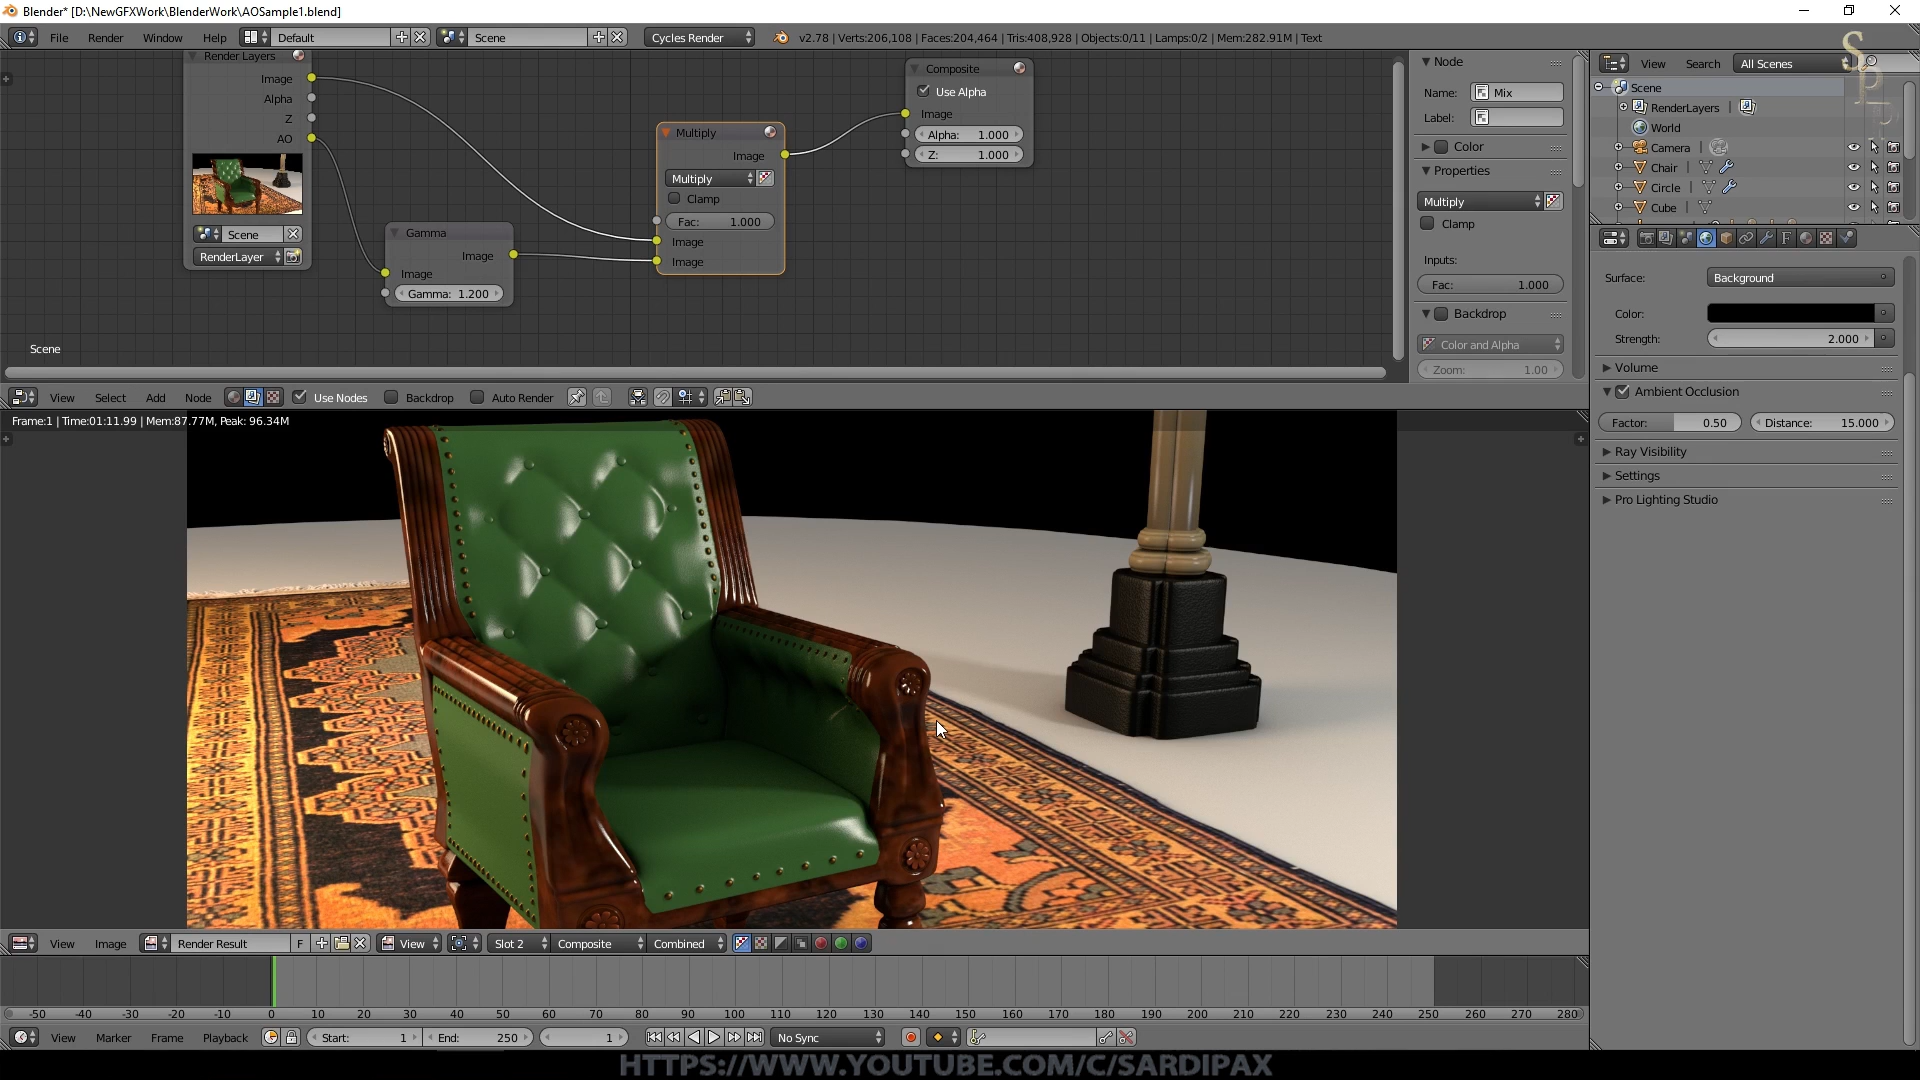 Blender* [D:\NewGFXWork\BlenderWork\AOSample1.blend]
File Render Window Help Default Scene Cycles Render v2.78 | Verts:206,108 | Faces:204,464 | Tris:408,928 | Objects:0/11 | Lamps:0/2 | Mem:282.91M | Text
Render Layers
Image
Alpha
Z
AO
Scene
RenderLayer
Gamma
Image
Image
Gamma: 1.200
Multiply
Image
Multiply
Clamp
Fac: 1.000
Image
Image
Composite
Use Alpha
Image
Alpha: 1.000
Z: 1.000
Scene
Node
Name: Mix
Label:
Color
Properties
Multiply
Clamp
Inputs:
Fac: 1.000
Backdrop
Color and Alpha
Zoom: 1.00
View Search All Scenes
Scene
RenderLayers |
World
Camera |
Chair |
Circle |
Cube |
Surface: Background
Color:
Strength: 2.000
Volume
Ambient Occlusion
Factor: 0.50 Distance: 15.000
Ray Visibility
Settings
Pro Lighting Studio
View Select Add Node Use Nodes Backdrop Auto Render
Frame:1 | Time:01:11.99 | Mem:87.77M, Peak: 96.34M
View Image Render Result F View Slot 2 Composite Combined
-50 -40 -30 -20 -10 0 10 20 30 40 50 60 70 80 90 100 110 120 130 140 150 160 170 180 190 200 210 220 230 240 250 260 270 280
View Marker Frame Playback Start: 1 End: 250 1 No Sync
HTTPS://WWW.YOUTUBE.COM/C/SARDIPAX